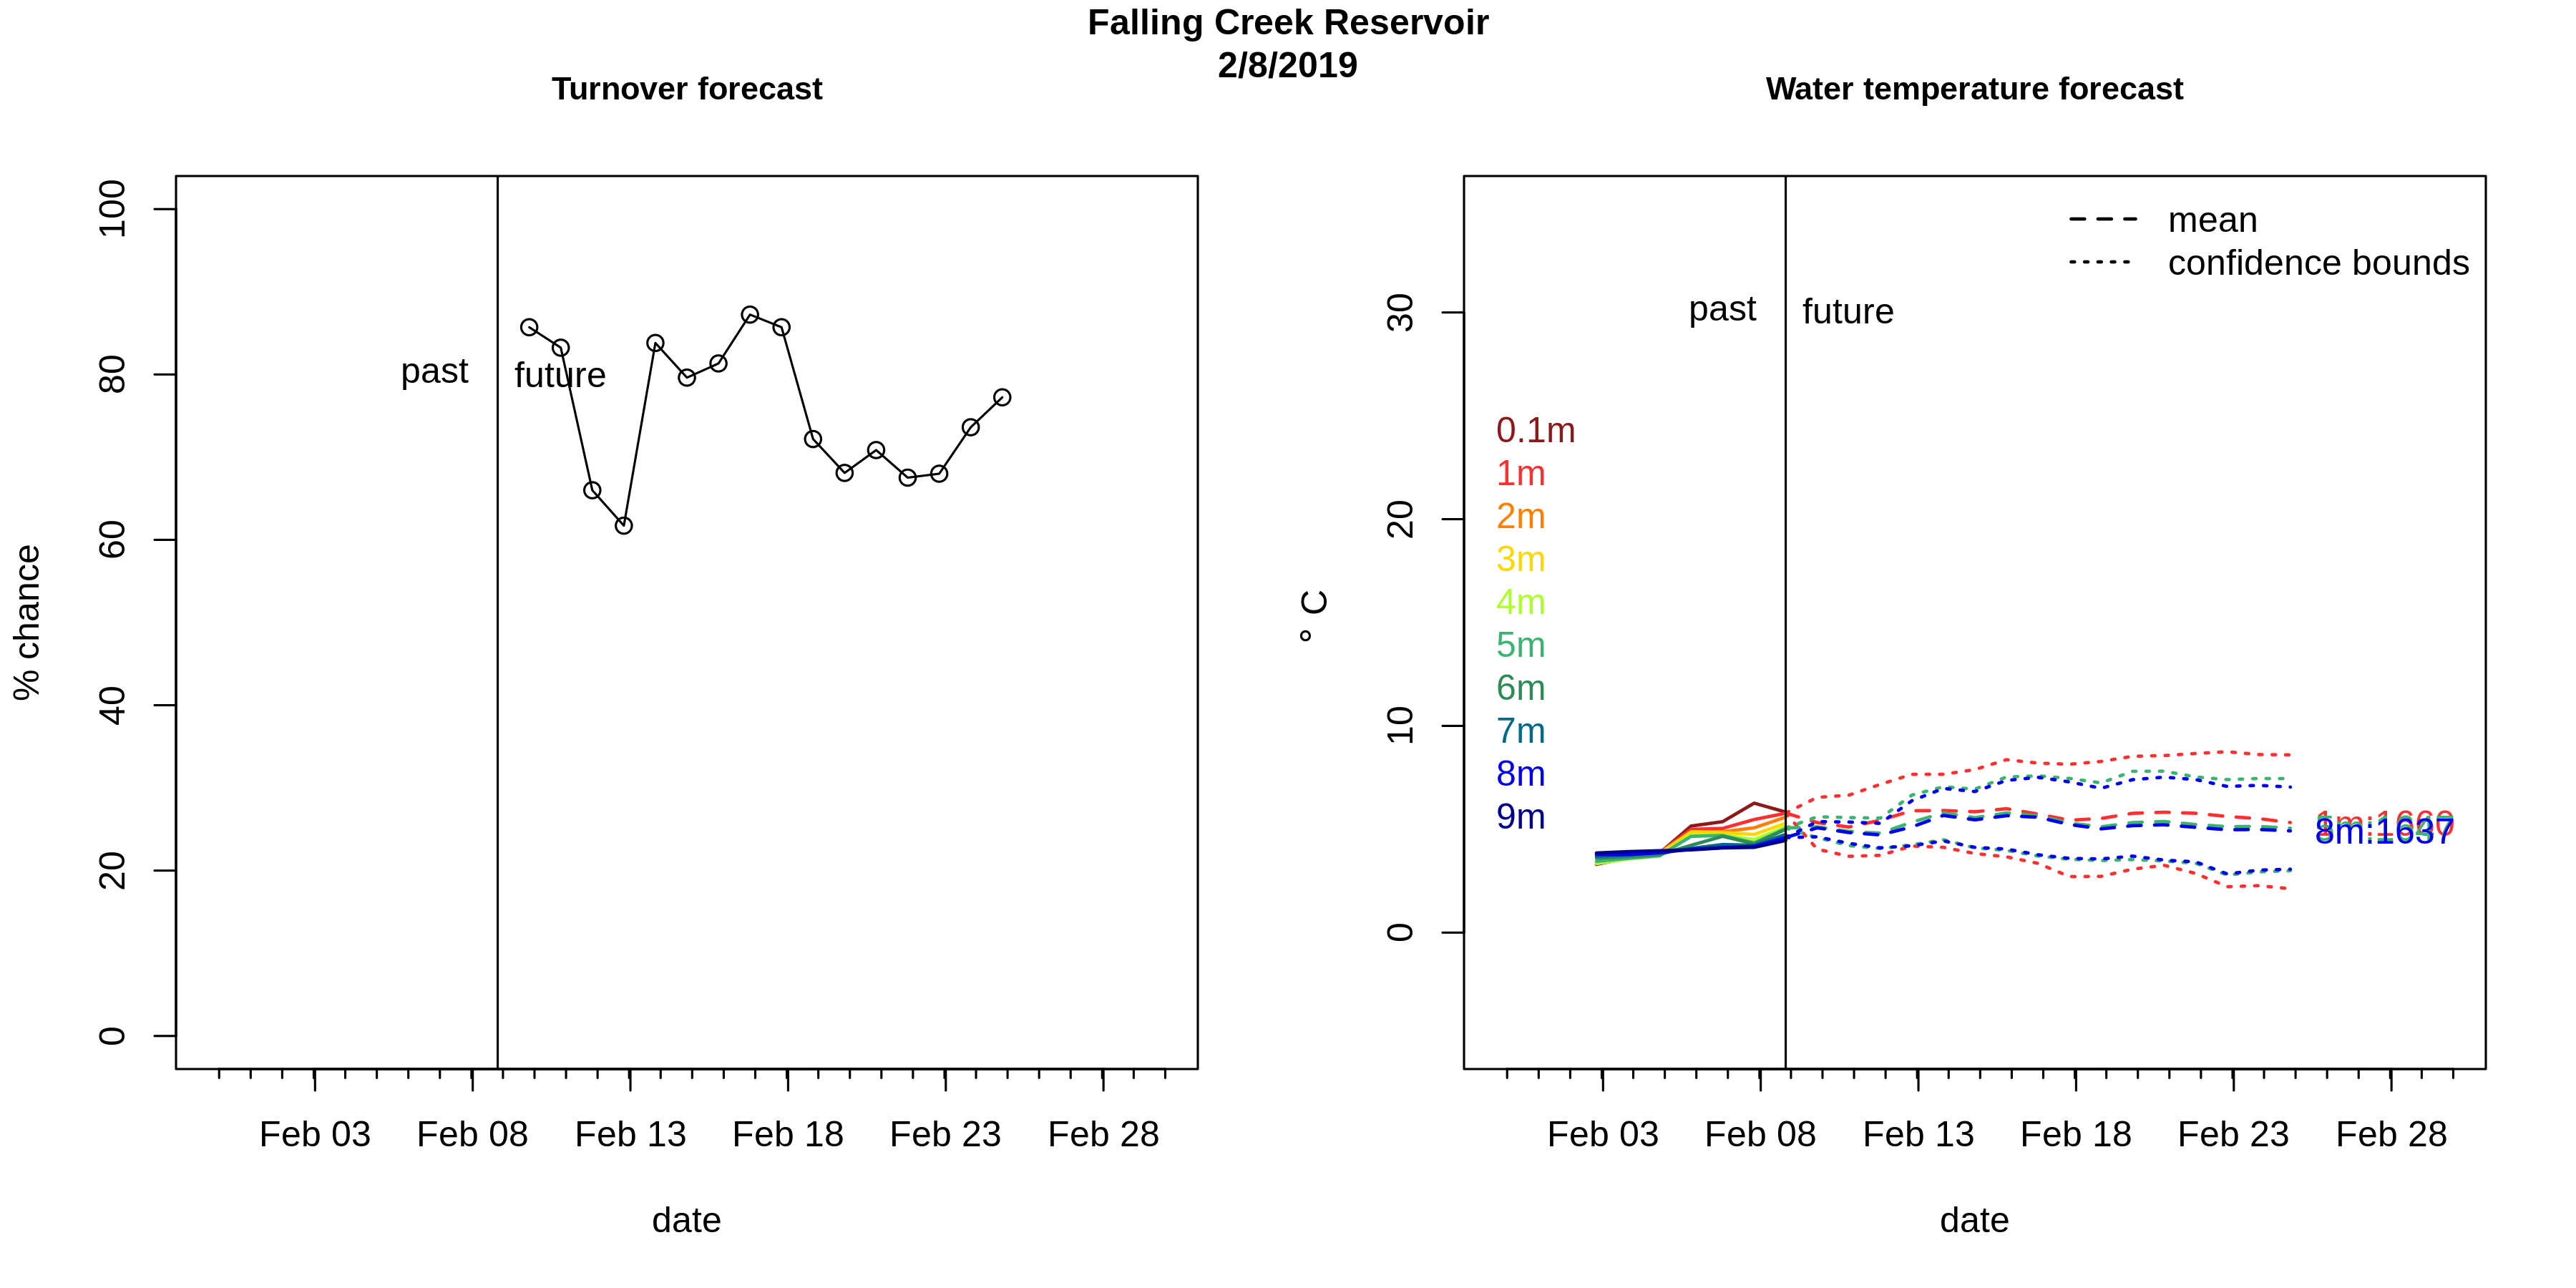 Falling Creek Reservoir
2/8/2019
Turnover forecast
% chance
100
80
60
40
20
0
past
future
Feb 03 Feb 08 Feb 13 Feb 18 Feb 23 Feb 28
date
Water temperature forecast
° C
30
20
10
0
mean
confidence bounds
past
future
0.1m
1m
2m
3m
4m
5m
6m
7m
8m
9m
8m:1637
Feb 03 Feb 08 Feb 13 Feb 18 Feb 23 Feb 28
date